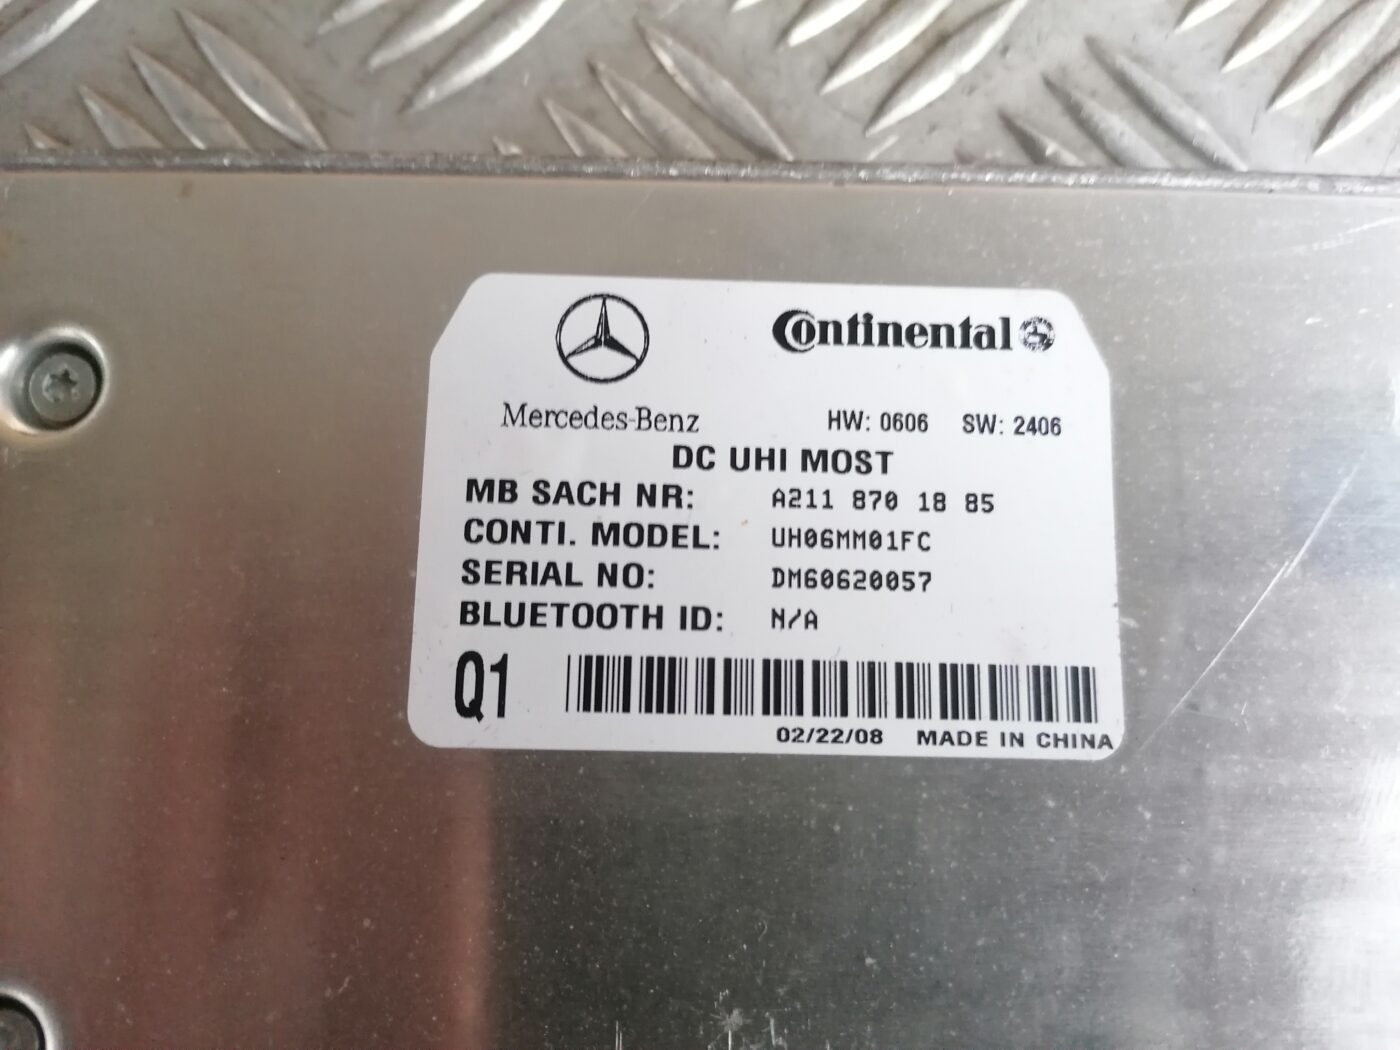 Continental
Mercedes-Benz
HW: 0606 SW: 2406
DC UHI MOST
MB SACH NR: A211 870 18 85
CONTI. MODEL: UH06MM01FC
SERIAL NO: DM60620057
BLUETOOTH ID: N/A
Q1
02/22/08 MADE IN CHINA